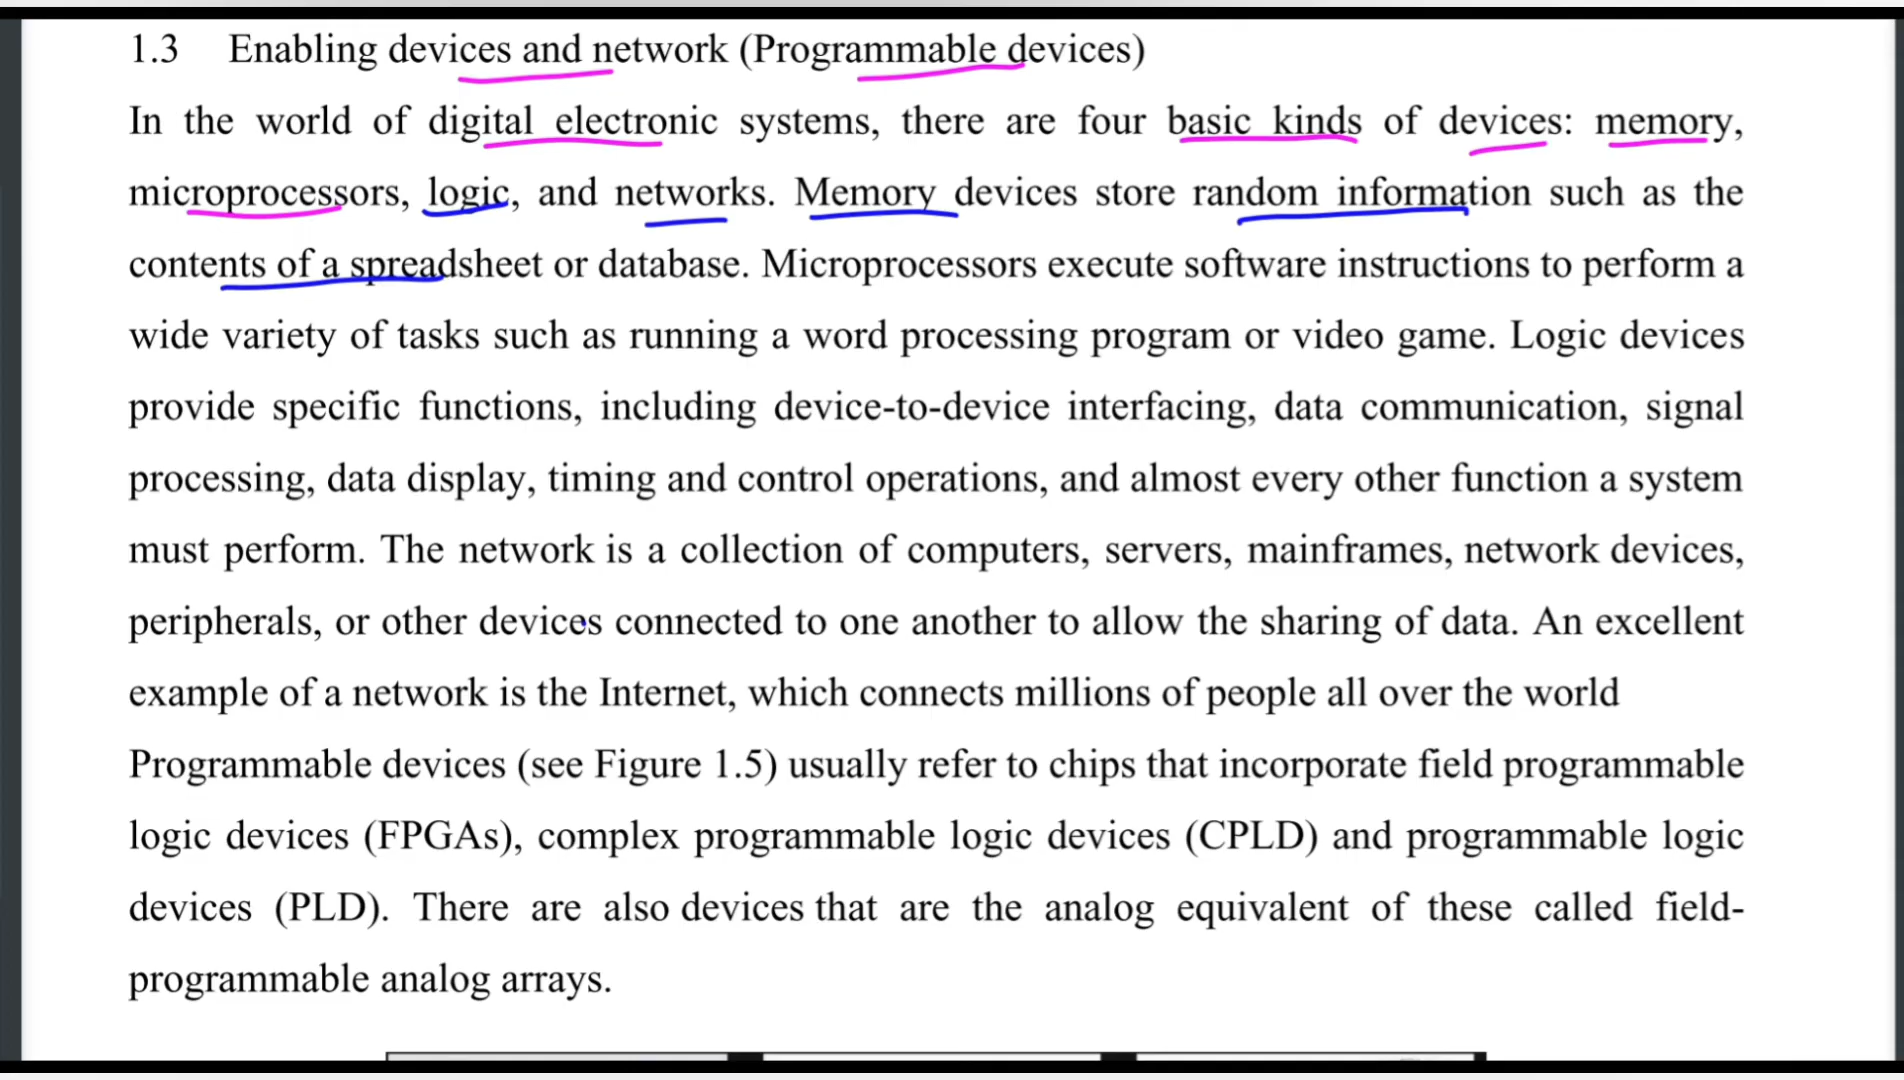 1.3 Enabling devices and network (Programmable devices)
In the world of digital electronic systems, there are four basic kinds of devices: memory,
microprocessors, logic, and networks. Memory devices store random information such as the
contents of a spreadsheet or database. Microprocessors execute software instructions to perform a
wide variety of tasks such as running a word processing program or video game. Logic devices
provide specific functions, including device-to-device interfacing, data communication, signal
processing, data display, timing and control operations, and almost every other function a system
must perform. The network is a collection of computers, servers, mainframes, network devices,
peripherals, or other devices connected to one another to allow the sharing of data. An excellent
example of a network is the Internet, which connects millions of people all over the world
Programmable devices (see Figure 1.5) usually refer to chips that incorporate field programmable
logic devices (FPGAs), complex programmable logic devices (CPLD) and programmable logic
devices (PLD). There are also devices that are the analog equivalent of these called field-
programmable analog arrays.